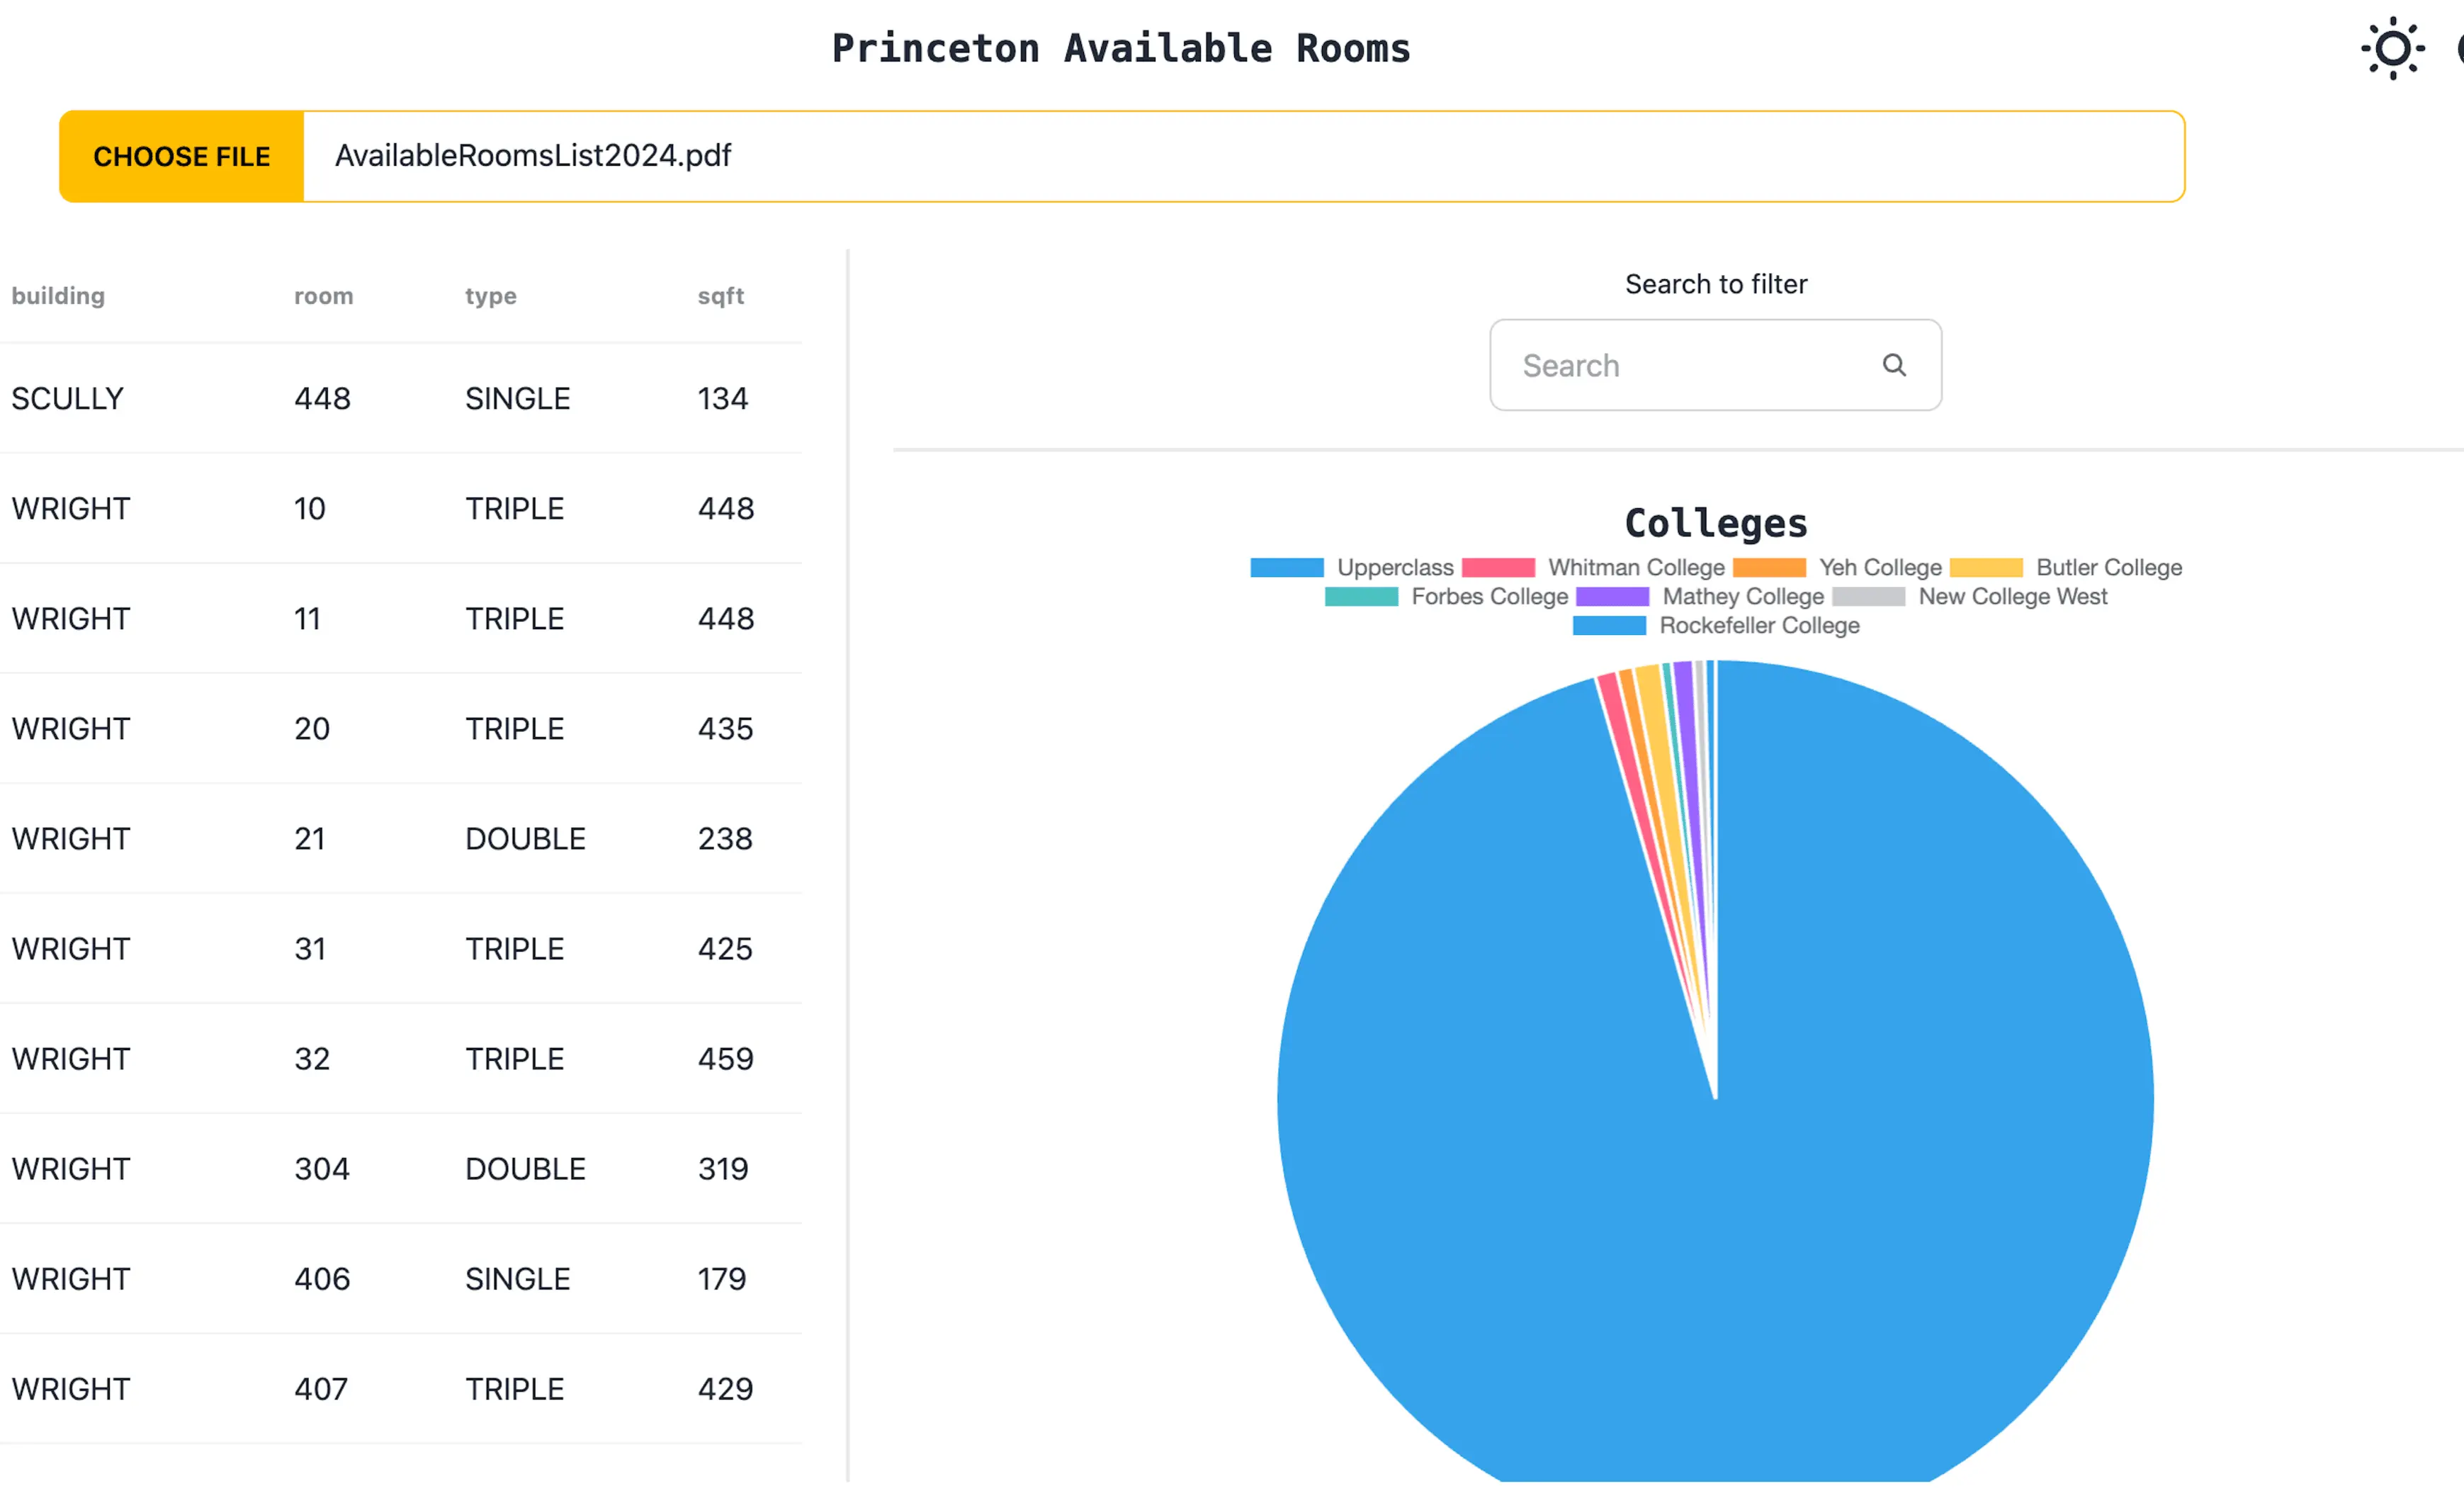 Princeton Available Rooms
CHOOSE FILE AvailableRoomsList2024.pdf
building room type sqft
SCULLY 448 SINGLE 134
WRIGHT 10 TRIPLE 448
WRIGHT 11 TRIPLE 448
WRIGHT 20 TRIPLE 435
WRIGHT 21 DOUBLE 238
WRIGHT 31 TRIPLE 425
WRIGHT 32 TRIPLE 459
WRIGHT 304 DOUBLE 319
WRIGHT 406 SINGLE 179
WRIGHT 407 TRIPLE 429
Search to filter
Search
Colleges
Upperclass Whitman College Yeh College Butler College
Forbes College Mathey College New College West
Rockefeller College